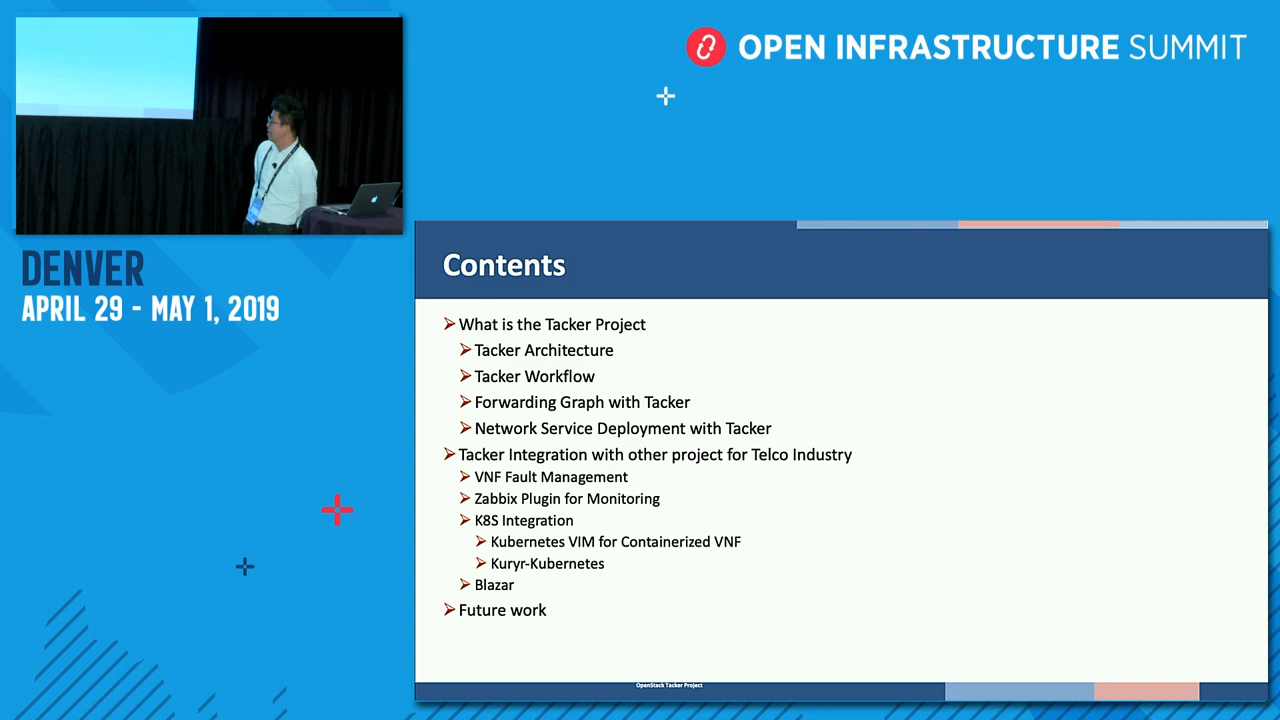 OPEN INFRASTRUCTURE SUMMIT
DENVER
APRIL 29 - MAY 1, 2019
Contents
What is the Tacker Project
Tacker Architecture
Tacker Workflow
Forwarding Graph with Tacker
Network Service Deployment with Tacker
Tacker Integration with other project for Telco Industry
VNF Fault Management
Zabbix Plugin for Monitoring
K8S Integration
Kubernetes VIM for Containerized VNF
Kuryr-Kubernetes
Blazar
Future work
OpenStack Tacker Project